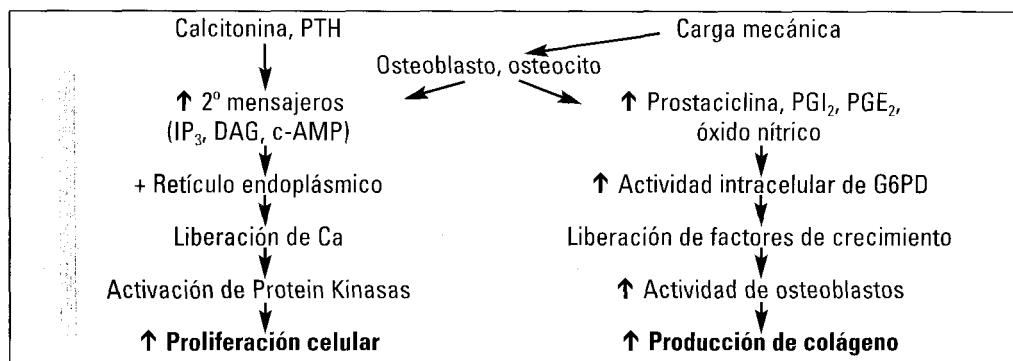 Calcitonina, PTH
Carga mecánica
Osteoblasto, osteocito
↑ 2º mensajeros
(IP₃, DAG, c-AMP)
↑ Prostaciclina, PGI₂, PGE₂,
óxido nítrico
+ Retículo endoplásmico
↑ Actividad intracelular de G6PD
Liberación de Ca
Liberación de factores de crecimiento
Activación de Protein Kinasas
↑ Actividad de osteoblastos
↑ Proliferación celular
↑ Producción de colágeno